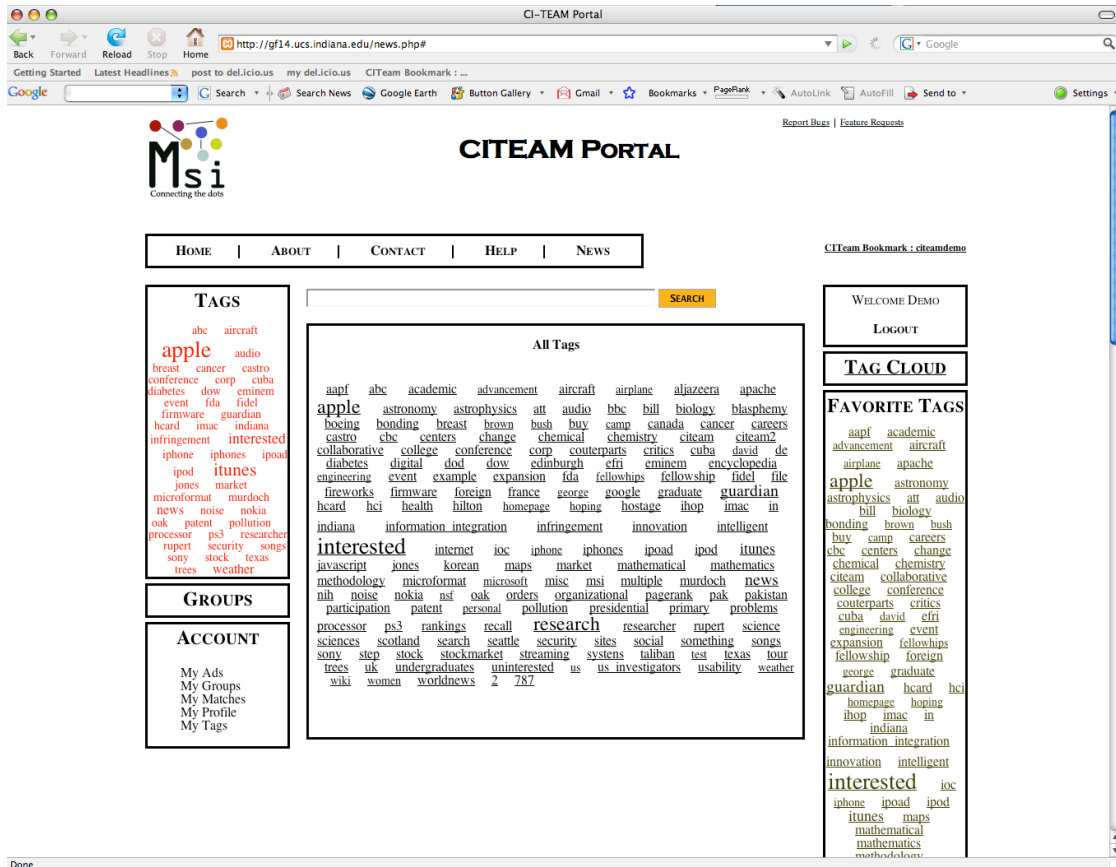 CI-TEAM Portal
Back Forward Reload Stop Home http://gf14.ucs.indiana.edu/news.php# G Google
Getting Started Latest Headlines post to del.icio.us my del.icio.us CITeam Bookmark : ...
Google G Search Search News Google Earth Button Gallery Gmail Bookmarks PageRank AutoLink AutoFill Send to Settings
Report Bugs | Feature Requests
Msi
Connecting the dots
CITEAM PORTAL
HOME | ABOUT | CONTACT | HELP | NEWS
CITeam Bookmark : citeamdemo
TAGS
abc aircraft
apple audio
breast cancer castro
conference corp cuba
diabetes dow eminem
event fda fidel
firmware guardian
hcard imac indiana
infringement interested
iphone iphones ipoad
ipod itunes
jones market
microformat murdoch
news noise nokia
oak patent pollution
processor ps3 researcher
rupert security songs
sony stock texas
trees weather
GROUPS
ACCOUNT
My Ads
My Groups
My Matches
My Profile
My Tags
SEARCH
All Tags
aapf abc academic advancement aircraft airplane aljazeera apache
apple astronomy astrophysics att audio bbc bill biology blasphemy
boeing bonding breast brown bush buy camp canada cancer careers
castro cbc centers change chemical chemistry citeam citeam2
collaborative college conference corp couterparts critics cuba david de
diabetes digital dod dow edinburgh efri eminem encyclopedia
engineering event example expansion fda fellowhips fellowship fidel file
fireworks firmware foreign france george google graduate guardian
hcard hci health hilton homepage hoping hostage ihop imac in
indiana information_integration infringement innovation intelligent
interested internet ioc iphone iphones ipoad ipod itunes
javascript jones korean maps market mathematical mathematics
methodology microformat microsoft misc msi multiple murdoch news
nih noise nokia nsf oak orders organizational pagerank pak pakistan
participation patent personal pollution presidential primary problems
processor ps3 rankings recall research researcher rupert science
sciences scotland search seattle security sites social something songs
sony step stock stockmarket streaming systens taliban test texas tour
trees uk undergraduates uninterested us us_investigators usability weather
wiki women worldnews 2 787
WELCOME DEMO
LOGOUT
TAG CLOUD
FAVORITE TAGS
aapf academic
advancement aircraft
airplane apache
apple astronomy
astrophysics att audio
bill biology
bonding brown bush
buy camp careers
cbc centers change
chemical chemistry
citeam collaborative
college conference
couterparts critics
cuba david efri
engineering event
expansion fellowhips
fellowship foreign
george graduate
guardian hcard hci
homepage hoping
ihop imac in
indiana
information_integration
innovation intelligent
interested ioc
iphone ipoad ipod
itunes maps
mathematical
mathematics
methodology
Done